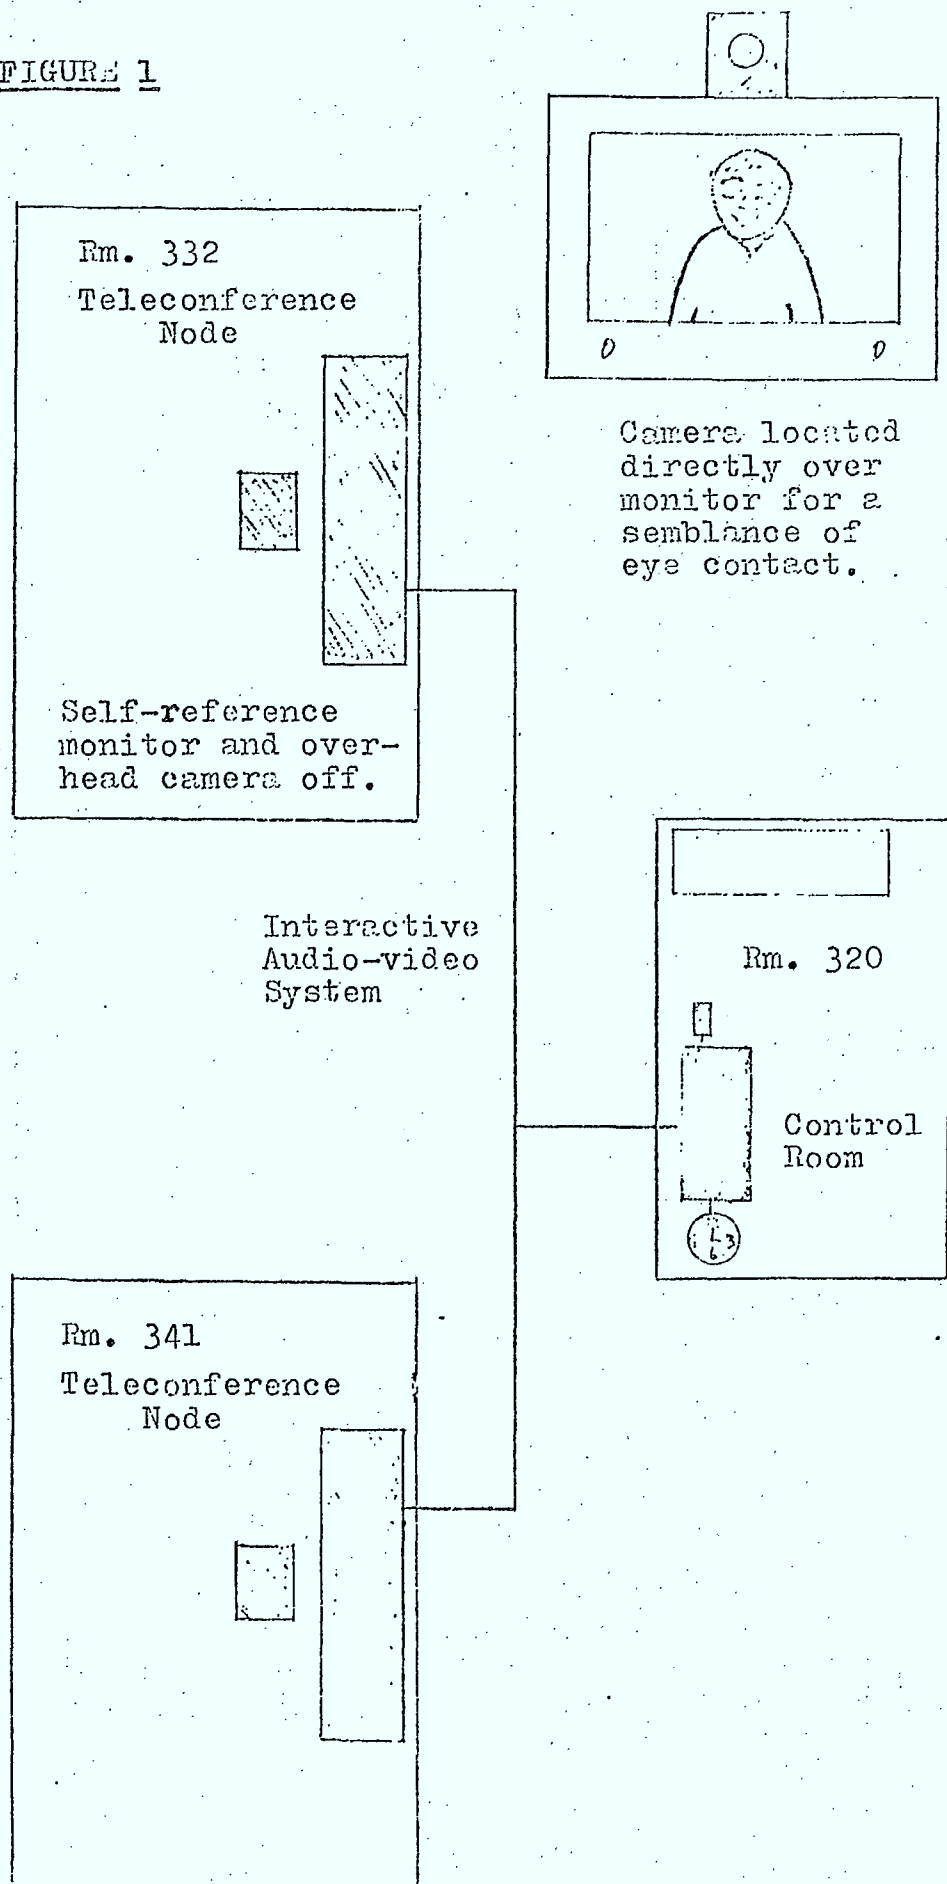 FIGURE 1
Rm. 332
Teleconference
Node
Self-reference
monitor and over-
head camera off.
Camera located
directly over
monitor for a
semblance of
eye contact.
Interactive
Audio-video
System
Rm. 320
Control
Room
Rm. 341
Teleconference
Node